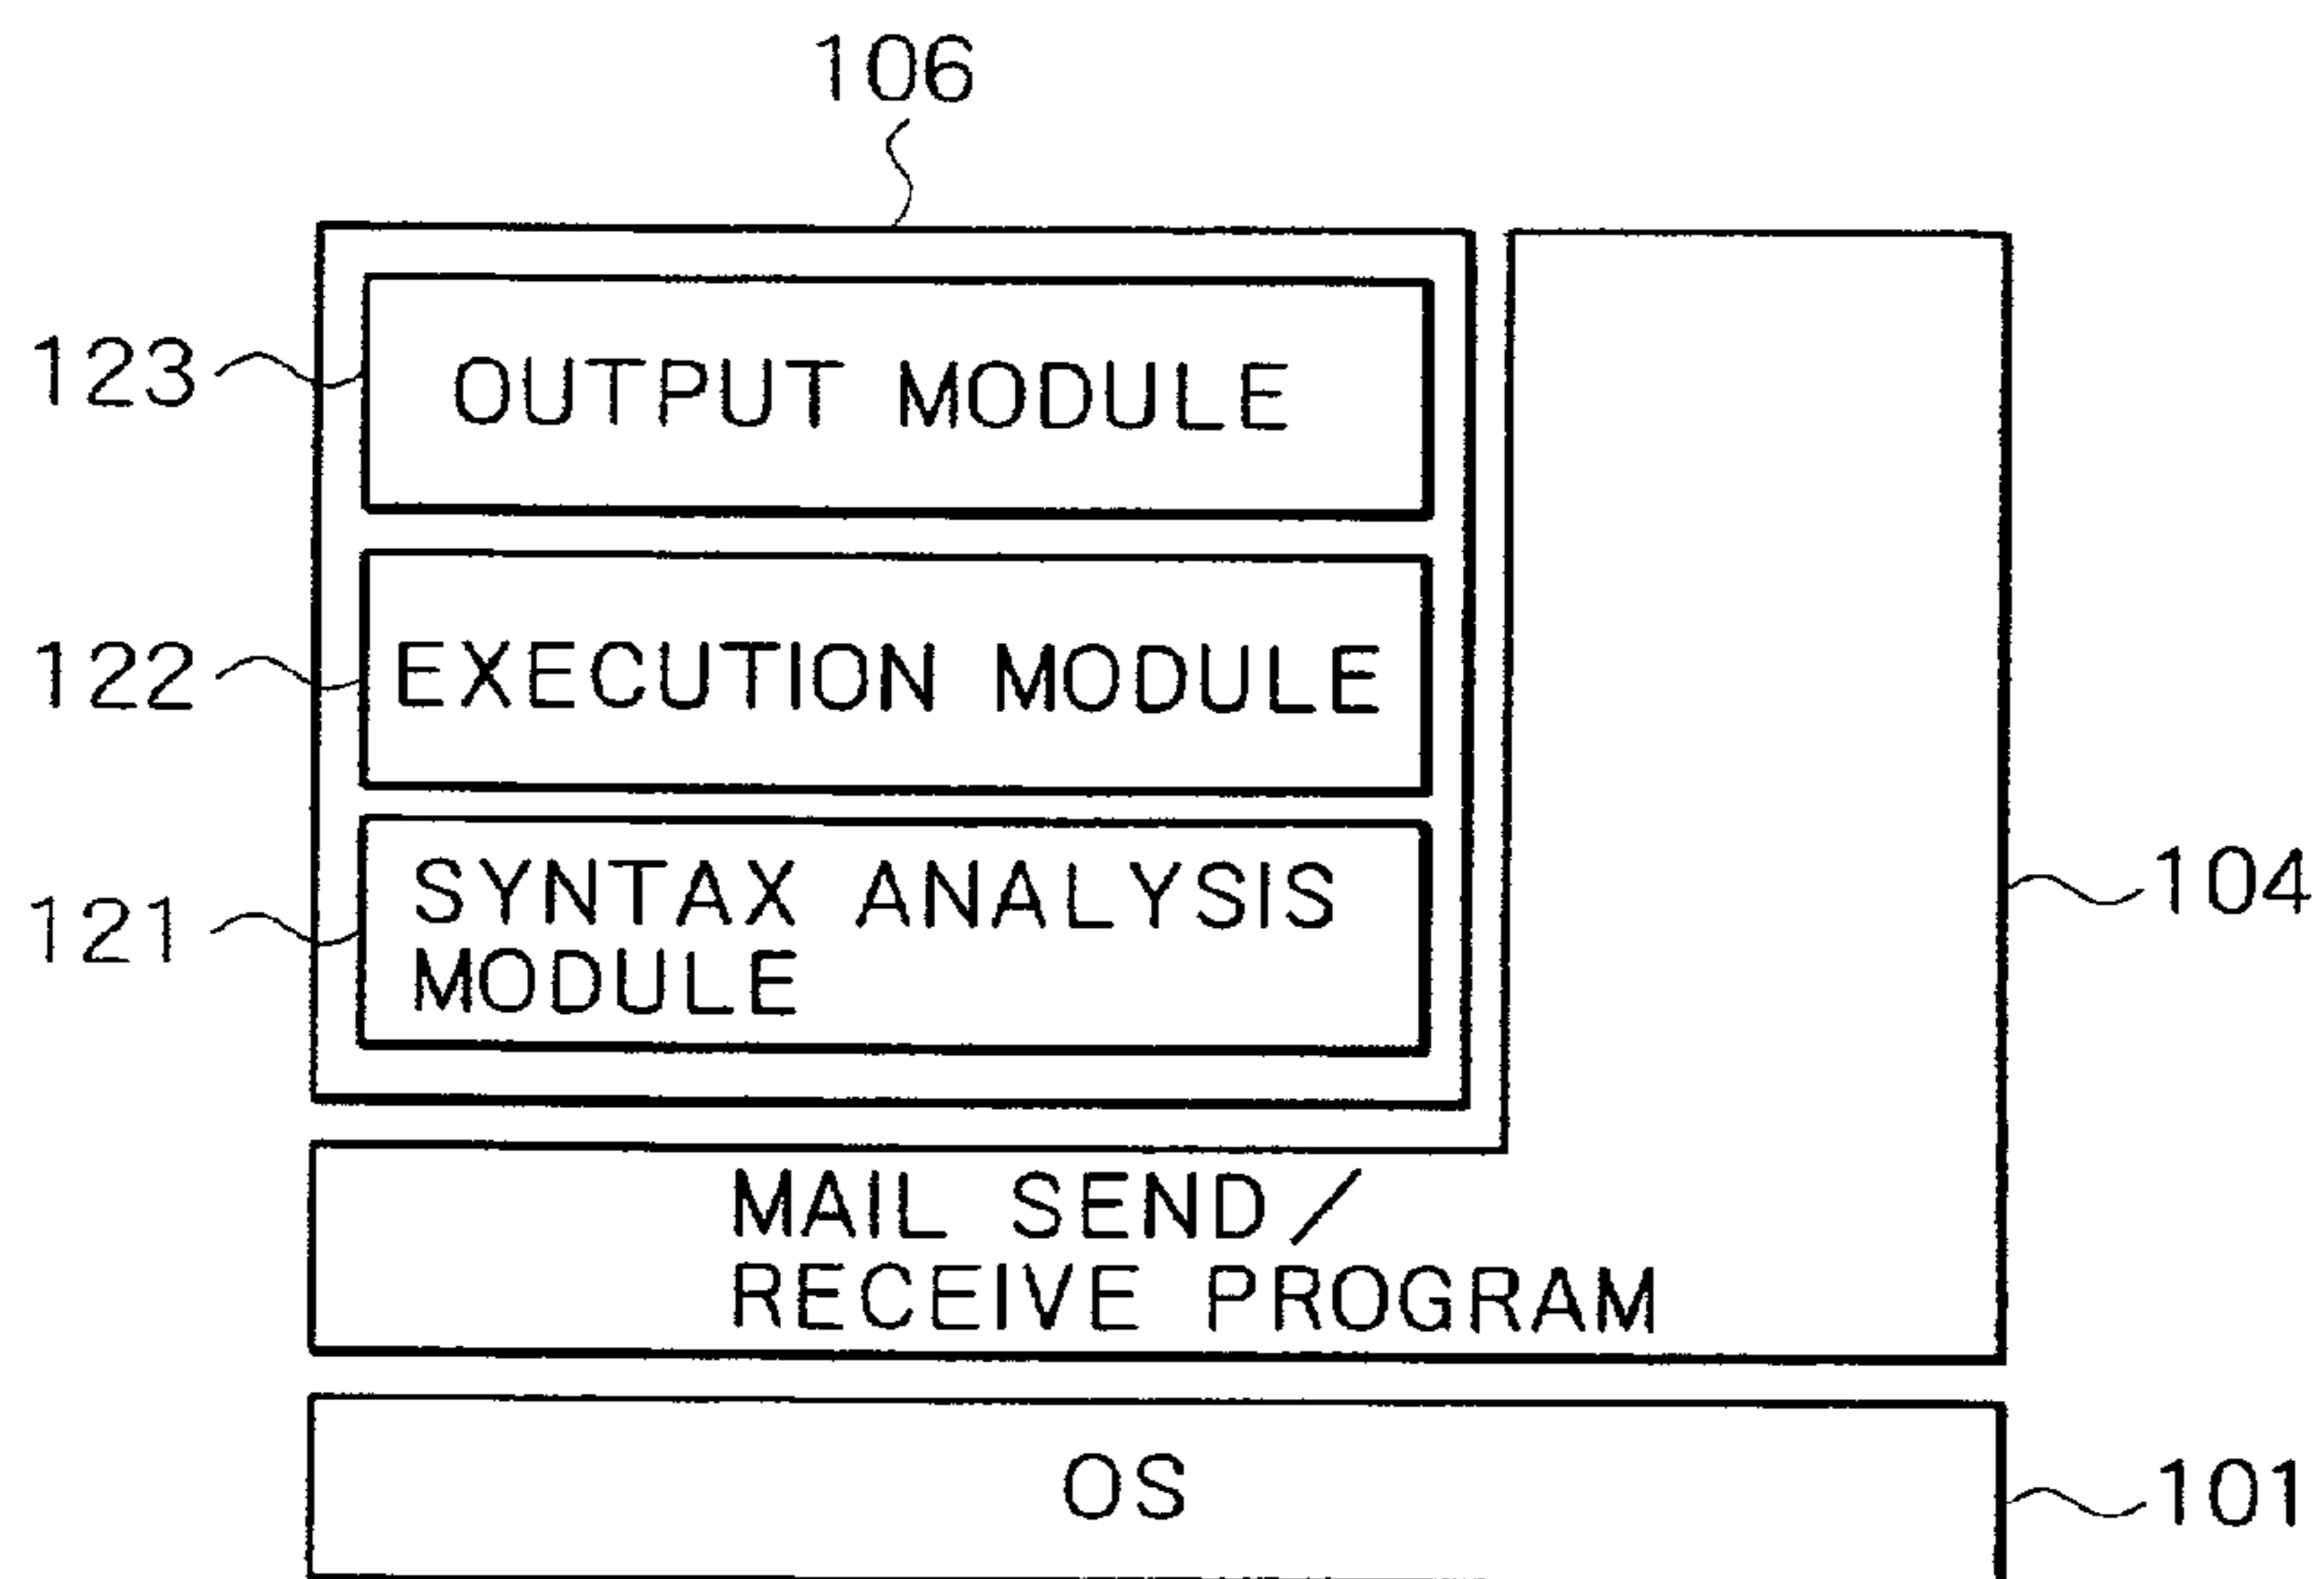 106
123
OUTPUT MODULE
122
EXECUTION MODULE
121
SYNTAX ANALYSIS
MODULE
104
MAIL SEND/
RECEIVE PROGRAM
OS
101